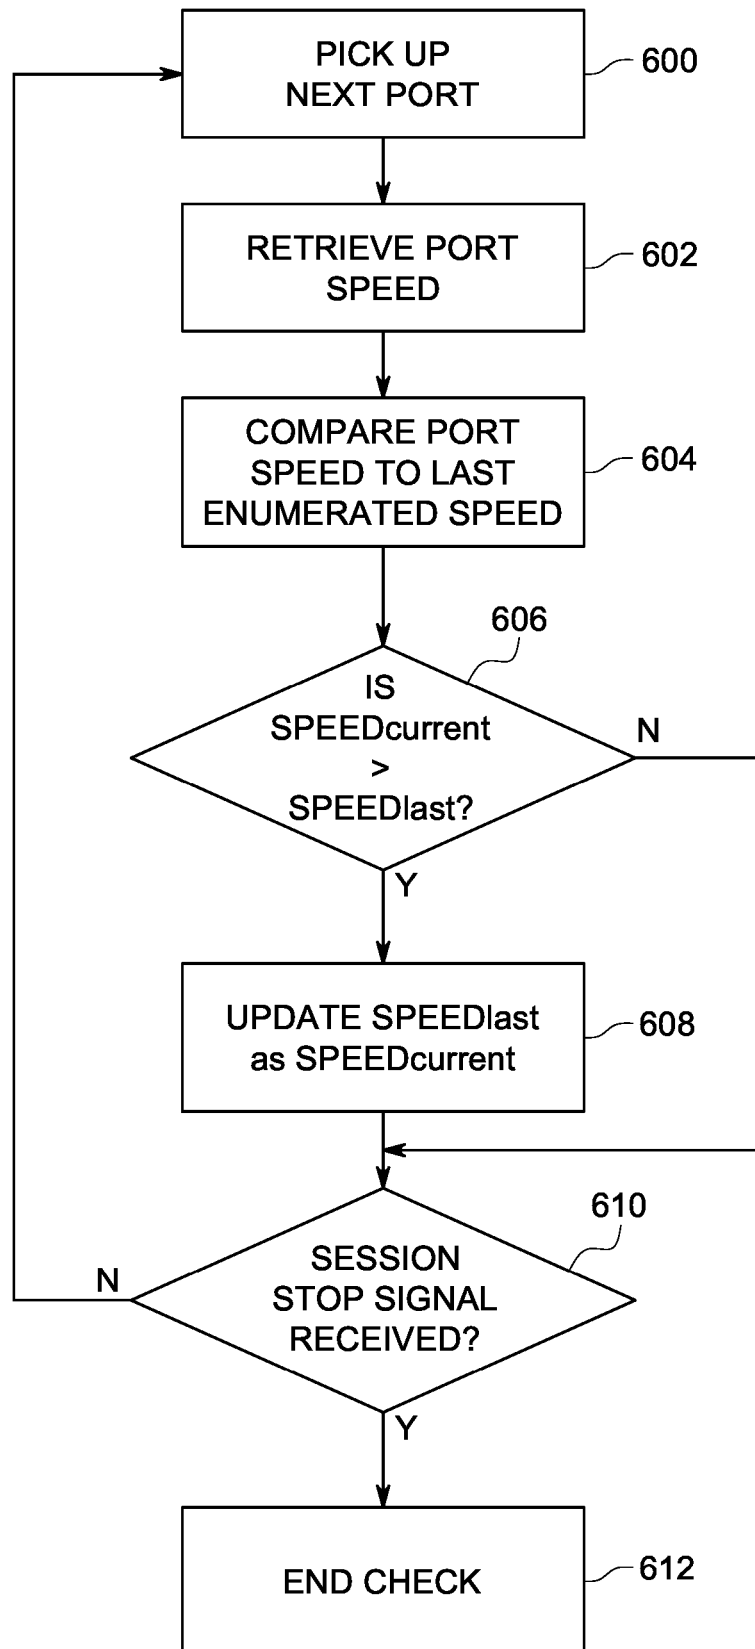 PICK UP
NEXT PORT
600
RETRIEVE PORT
SPEED
602
COMPARE PORT
SPEED TO LAST
ENUMERATED SPEED
604
606
IS
SPEEDcurrent
>
SPEEDlast?
N
Y
UPDATE SPEEDlast
as SPEEDcurrent
608
610
SESSION
STOP SIGNAL
RECEIVED?
N
Y
END CHECK
612